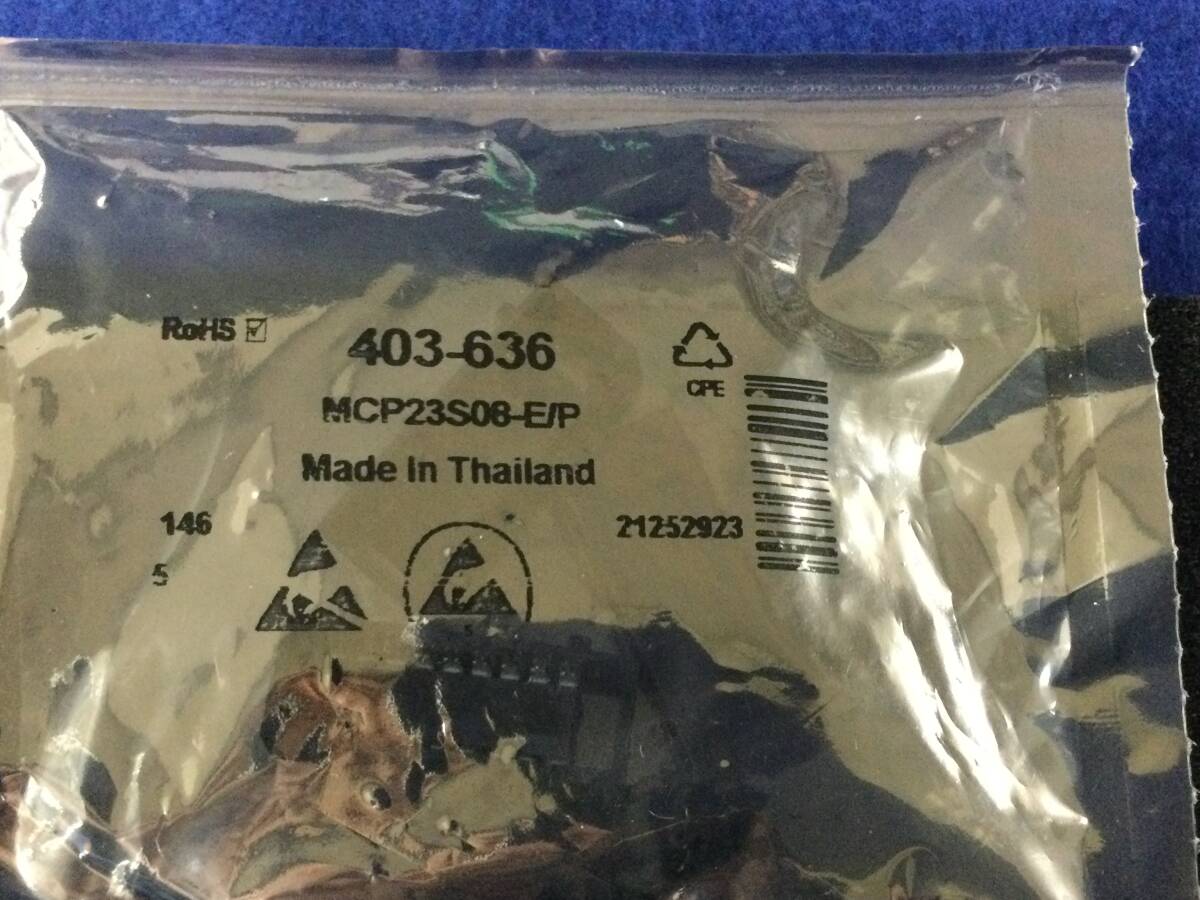 RoHS
403-636
CPE
MCP23S08-E/P
Made In Thailand
146
21252923
5